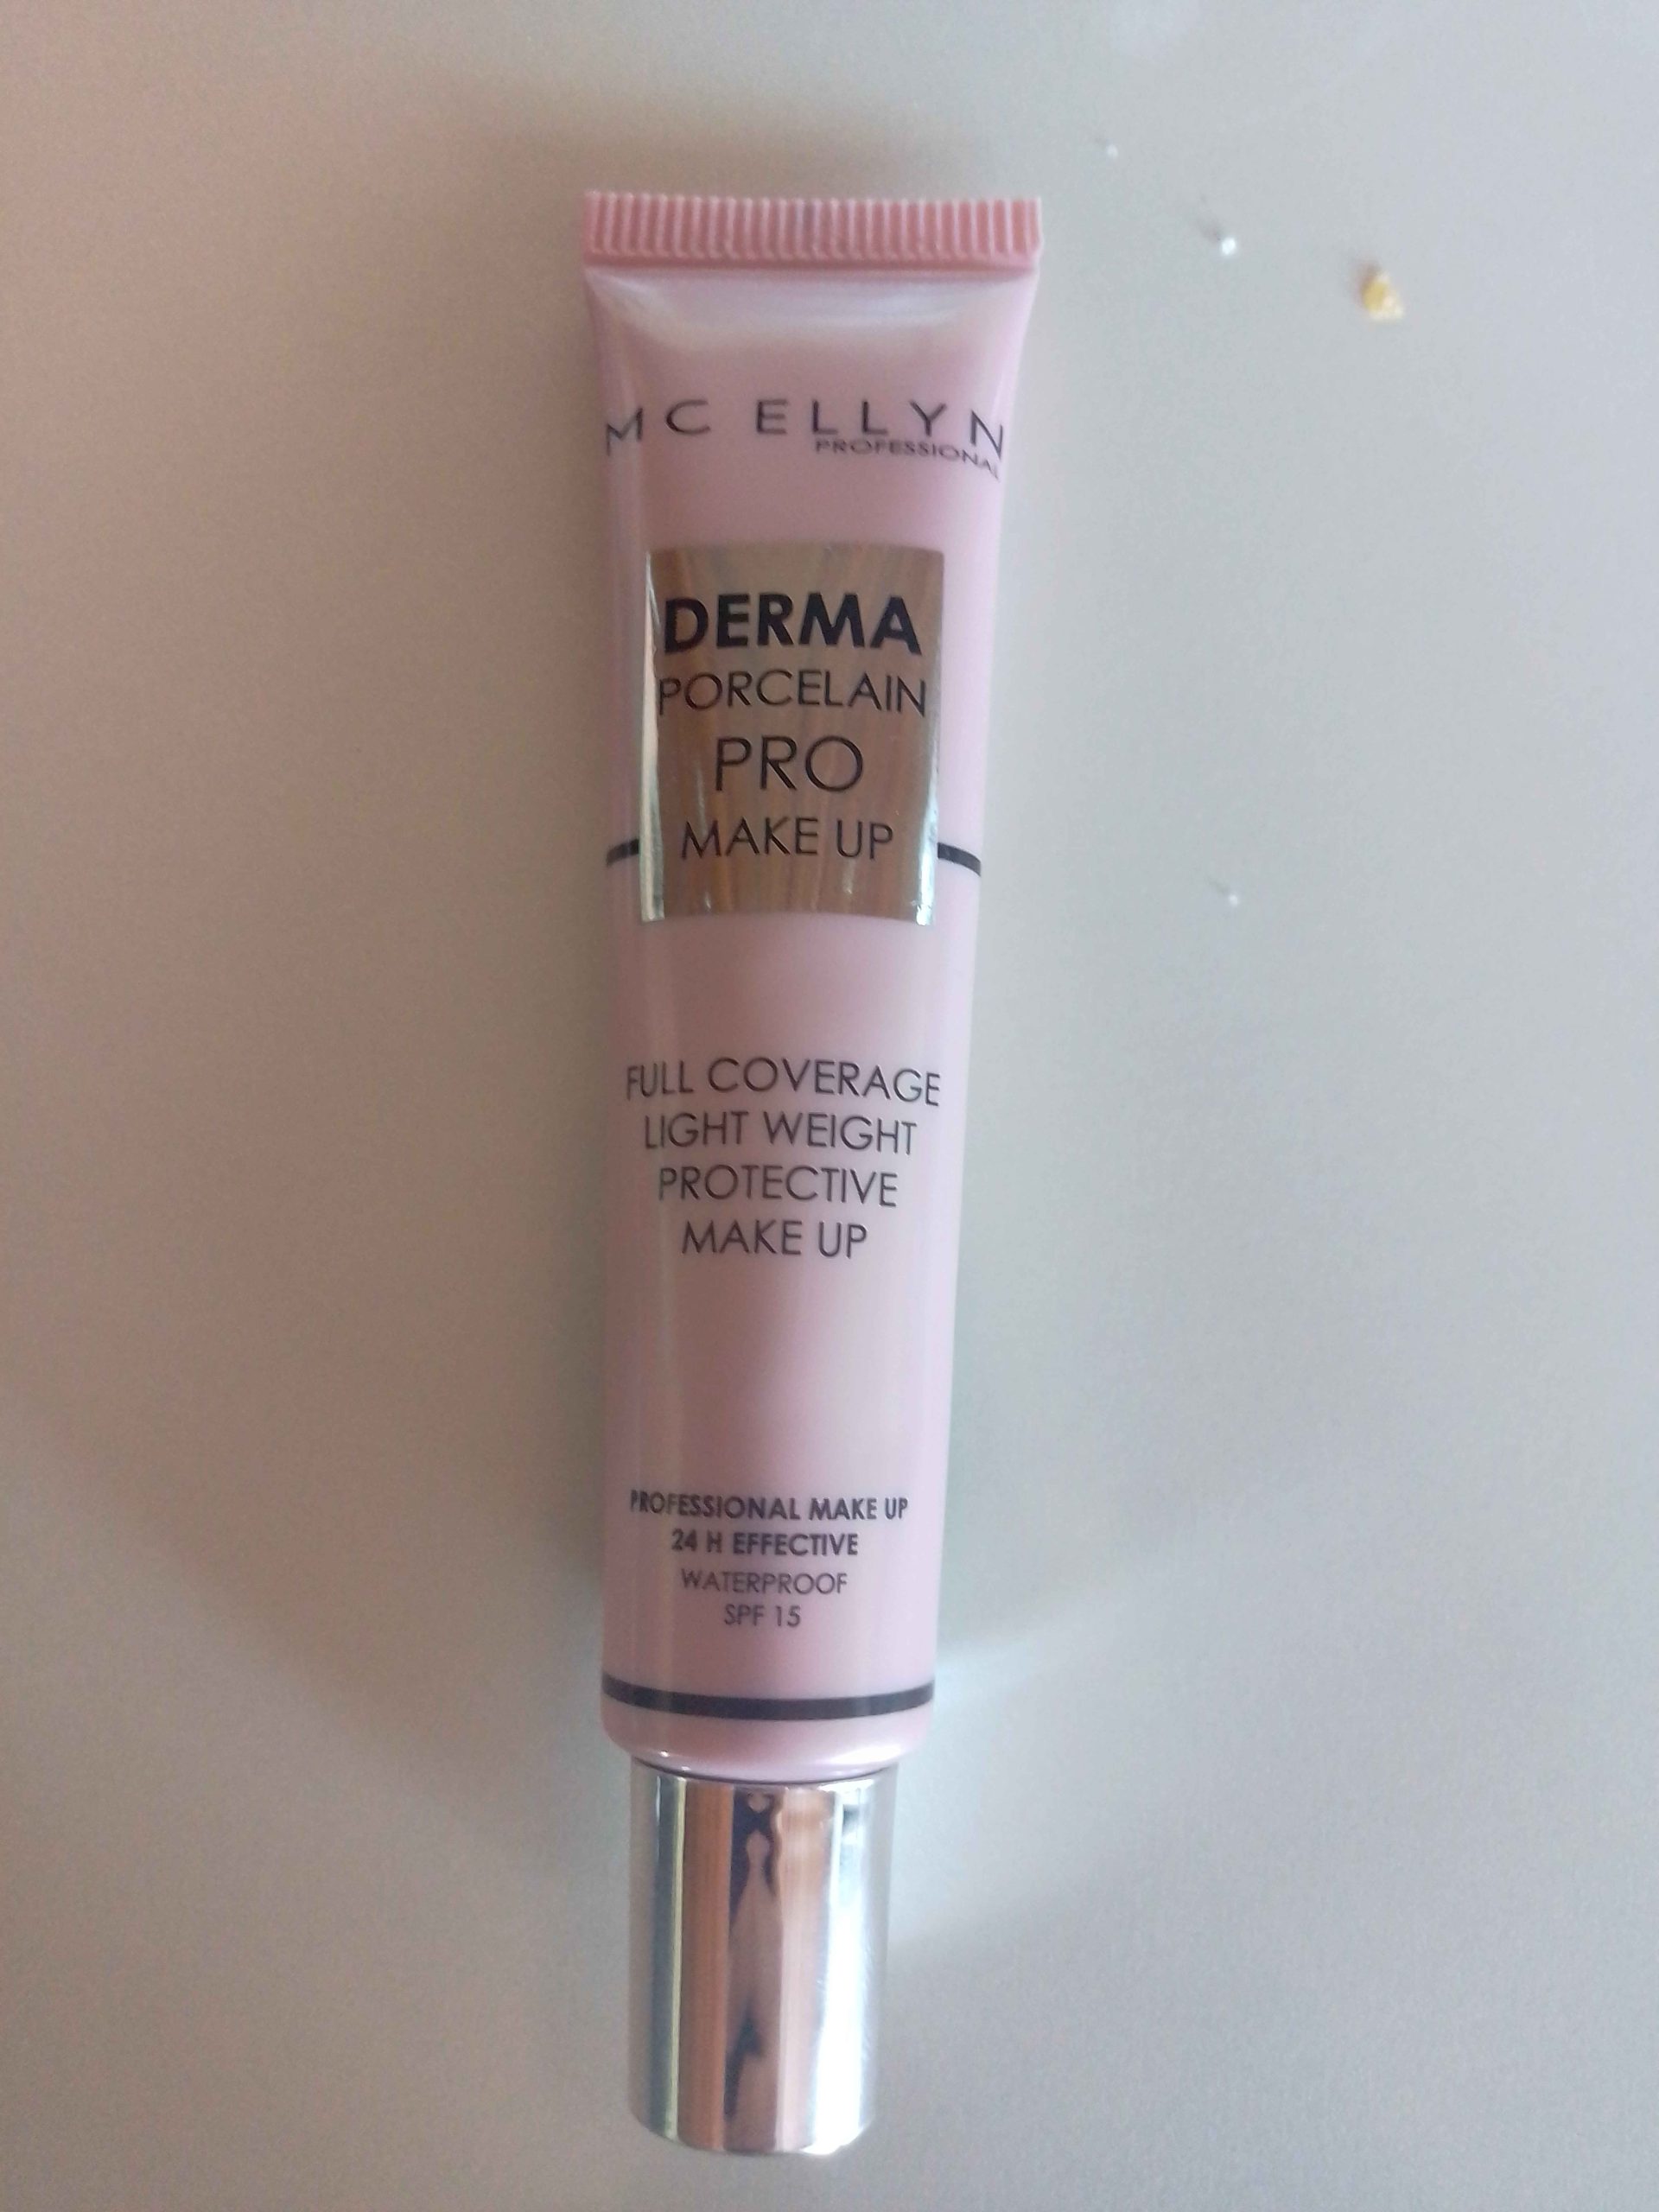 MC ELLYN
PROFESSIONAL
DERMA
PORCELAIN
PRO
MAKE UP
FULL COVERAGE
LIGHT WEIGHT
PROTECTIVE
MAKE UP
PROFESSIONAL MAKE UP
24 H EFFECTIVE
WATERPROOF
SPF 15